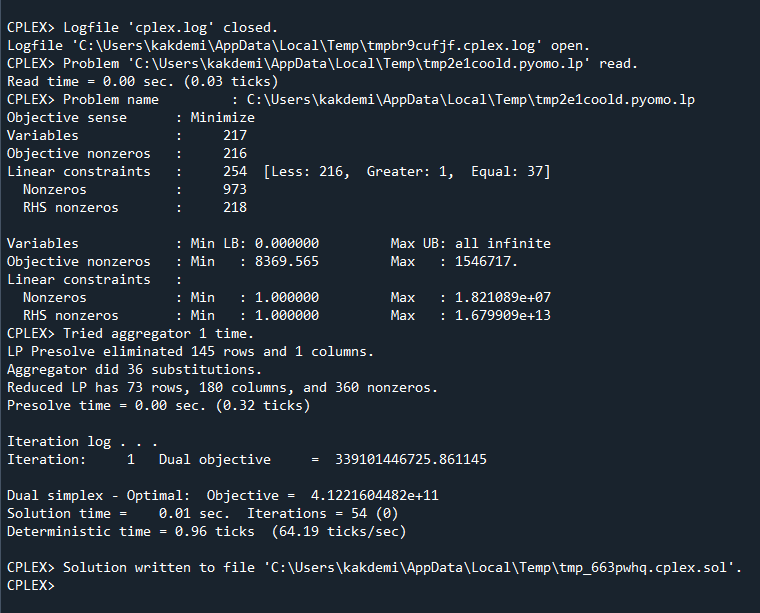 CPLEX> Logfile 'cplex.log' closed.
Logfile 'C:\Users\kakdemi\AppData\Local\Temp\tmpbr9cufjf.cplex.log' open.
CPLEX> Problem 'C:\Users\kakdemi\AppData\Local\Temp\tmp2e1coold.pyomo.lp' read.
Read time = 0.00 sec. (0.03 ticks)
CPLEX> Problem name         : C:\Users\kakdemi\AppData\Local\Temp\tmp2e1coold.pyomo.lp
Objective sense      : Minimize
Variables            :     217
Objective nonzeros   :     216
Linear constraints   :     254  [Less: 216,  Greater: 1,  Equal: 37]
  Nonzeros           :     973
  RHS nonzeros       :     218

Variables            : Min LB: 0.000000         Max UB: all infinite
Objective nonzeros   : Min   : 8369.565         Max   : 1546717.
Linear constraints   :
  Nonzeros           : Min   : 1.000000         Max   : 1.821089e+07
  RHS nonzeros       : Min   : 1.000000         Max   : 1.679909e+13
CPLEX> Tried aggregator 1 time.
LP Presolve eliminated 145 rows and 1 columns.
Aggregator did 36 substitutions.
Reduced LP has 73 rows, 180 columns, and 360 nonzeros.
Presolve time = 0.00 sec. (0.32 ticks)

Iteration log . . .
Iteration:     1   Dual objective     =  339101446725.861145

Dual simplex - Optimal:  Objective =  4.1221604482e+11
Solution time =    0.01 sec.  Iterations = 54 (0)
Deterministic time = 0.96 ticks  (64.19 ticks/sec)

CPLEX> Solution written to file 'C:\Users\kakdemi\AppData\Local\Temp\tmp_663pwhq.cplex.sol'.
CPLEX>